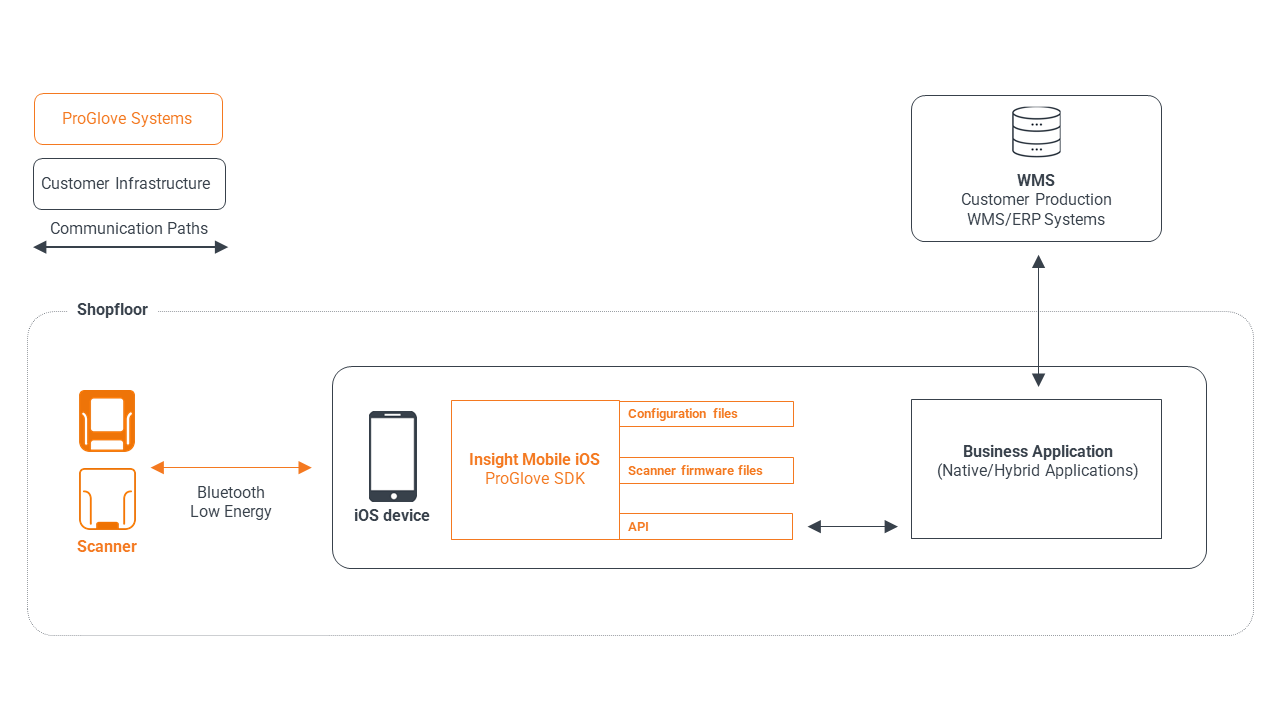 ProGlove Systems
Customer Infrastructure
Communication Paths
WMS
Customer Production
WMS/ERP Systems
Shopfloor
Scanner
Bluetooth
Low Energy
iOS device
Insight Mobile iOS
ProGlove SDK
Configuration files
Scanner firmware files
API
Business Application
(Native/Hybrid Applications)